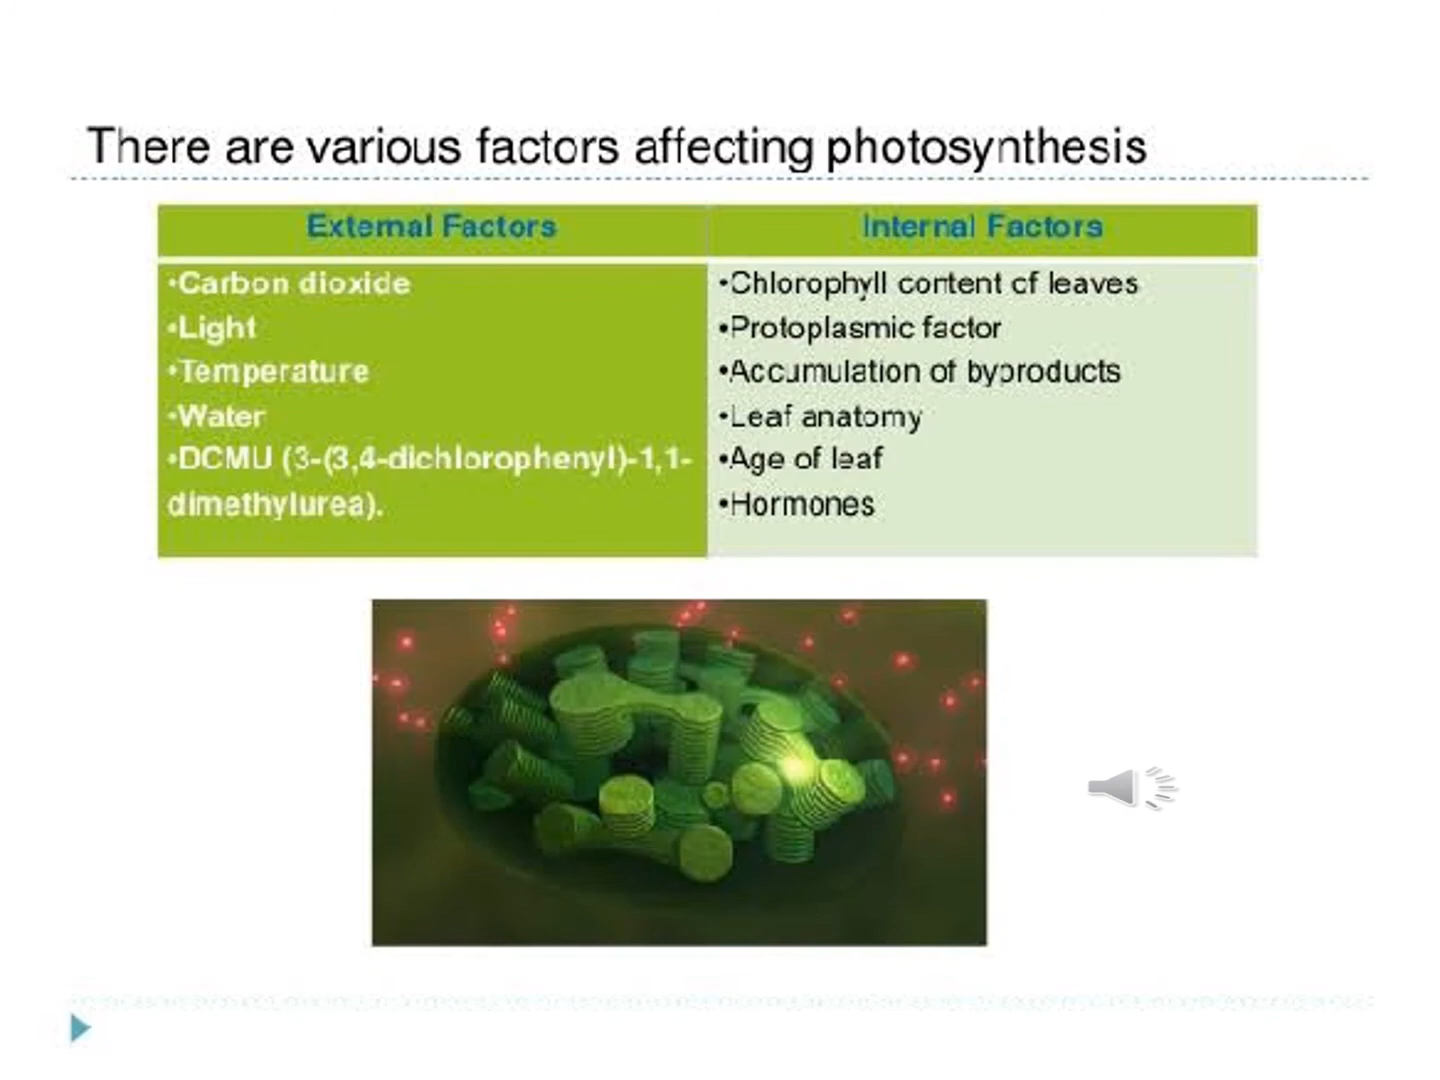 There are various factors affecting photosynthesis
External Factors
•Carbon dioxide
•Light
•Temperature
•Water
•DCMU (3-(3,4-dichlorophenyl)-1,1-
dimethylurea).
Internal Factors
•Chlorophyll content of leaves
•Protoplasmic factor
•Accumulation of byproducts
•Leaf anatomy
•Age of leaf
•Hormones